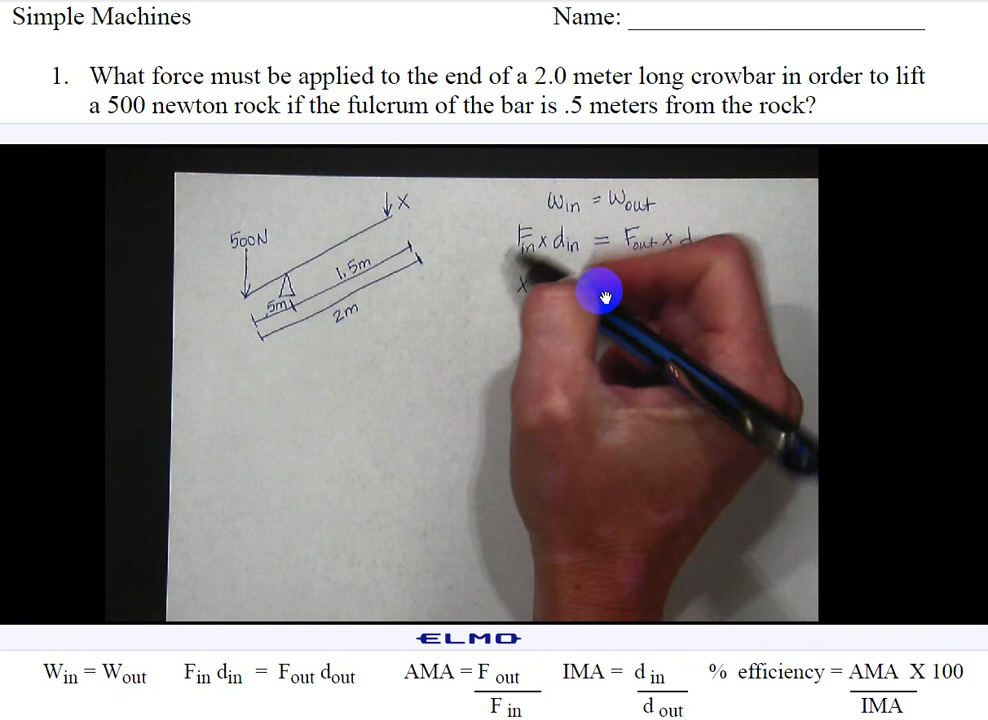 Simple Machines Name:
1. What force must be applied to the end of a 2.0 meter long crowbar in order to lift
a 500 newton rock if the fulcrum of the bar is .5 meters from the rock?
X
500N
1.5m
.5m
2m
Win = Wout
Fin x din = Fout x d
x
ELMO
Win = Wout Fin din = Fout dout AMA = F out IMA = d in % efficiency = AMA X 100
F in d out IMA